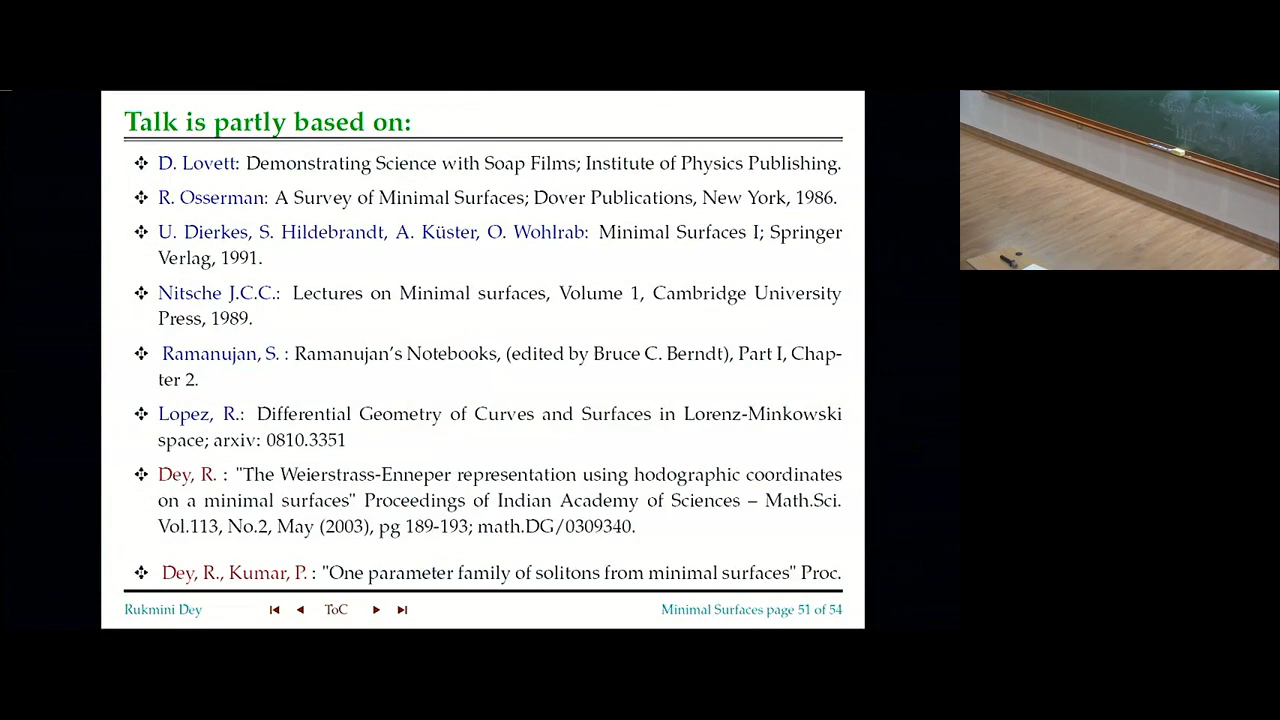 Talk is partly based on:
❖ D. Lovett: Demonstrating Science with Soap Films; Institute of Physics Publishing.
❖ R. Osserman: A Survey of Minimal Surfaces; Dover Publications, New York, 1986.
❖ U. Dierkes, S. Hildebrandt, A. Küster, O. Wohlrab: Minimal Surfaces I; Springer
Verlag, 1991.
❖ Nitsche J.C.C.: Lectures on Minimal surfaces, Volume 1, Cambridge University
Press, 1989.
❖ Ramanujan, S. : Ramanujan's Notebooks, (edited by Bruce C. Berndt), Part I, Chap-
ter 2.
❖ Lopez, R.: Differential Geometry of Curves and Surfaces in Lorenz-Minkowski
space; arxiv: 0810.3351
❖ Dey, R. : "The Weierstrass-Enneper representation using hodographic coordinates
on a minimal surfaces" Proceedings of Indian Academy of Sciences – Math.Sci.
Vol.113, No.2, May (2003), pg 189-193; math.DG/0309340.
❖ Dey, R., Kumar, P. : "One parameter family of solitons from minimal surfaces" Proc.
Rukmini Dey ToC Minimal Surfaces page 51 of 54